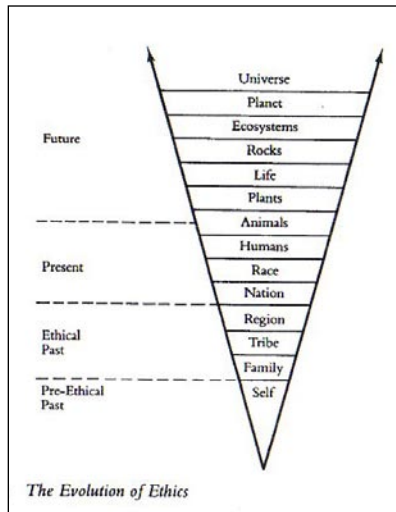 Universe
Planet
Ecosystems
Future
Rocks
Life
Plants
Animals
Humans
Present
Race
Nation
Region
Ethical
Past
Tribe
Family
Pre-Ethical
Past
Self
The Evolution of Ethics